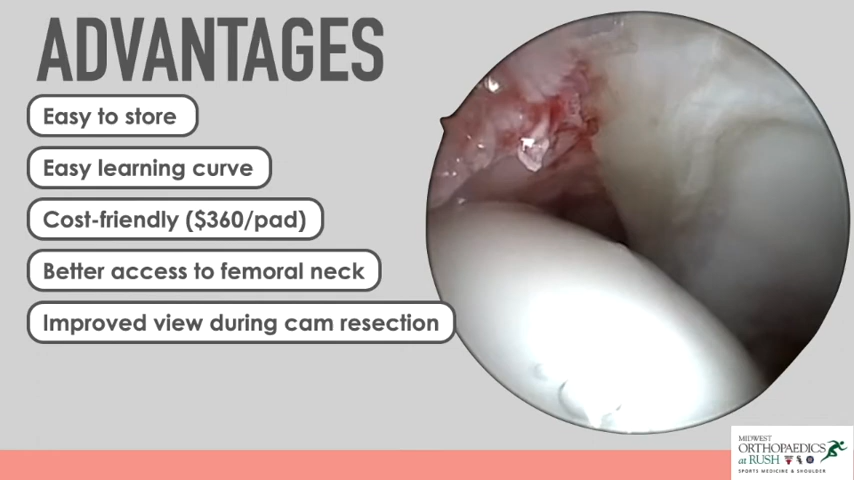 ADVANTAGES
Easy to store
Easy learning curve
Cost-friendly ($360/pad)
Better access to femoral neck
Improved view during cam resection
MIDWEST
ORTHOPAEDICS
at RUSH
SPORTS MEDICINE & SHOULDER